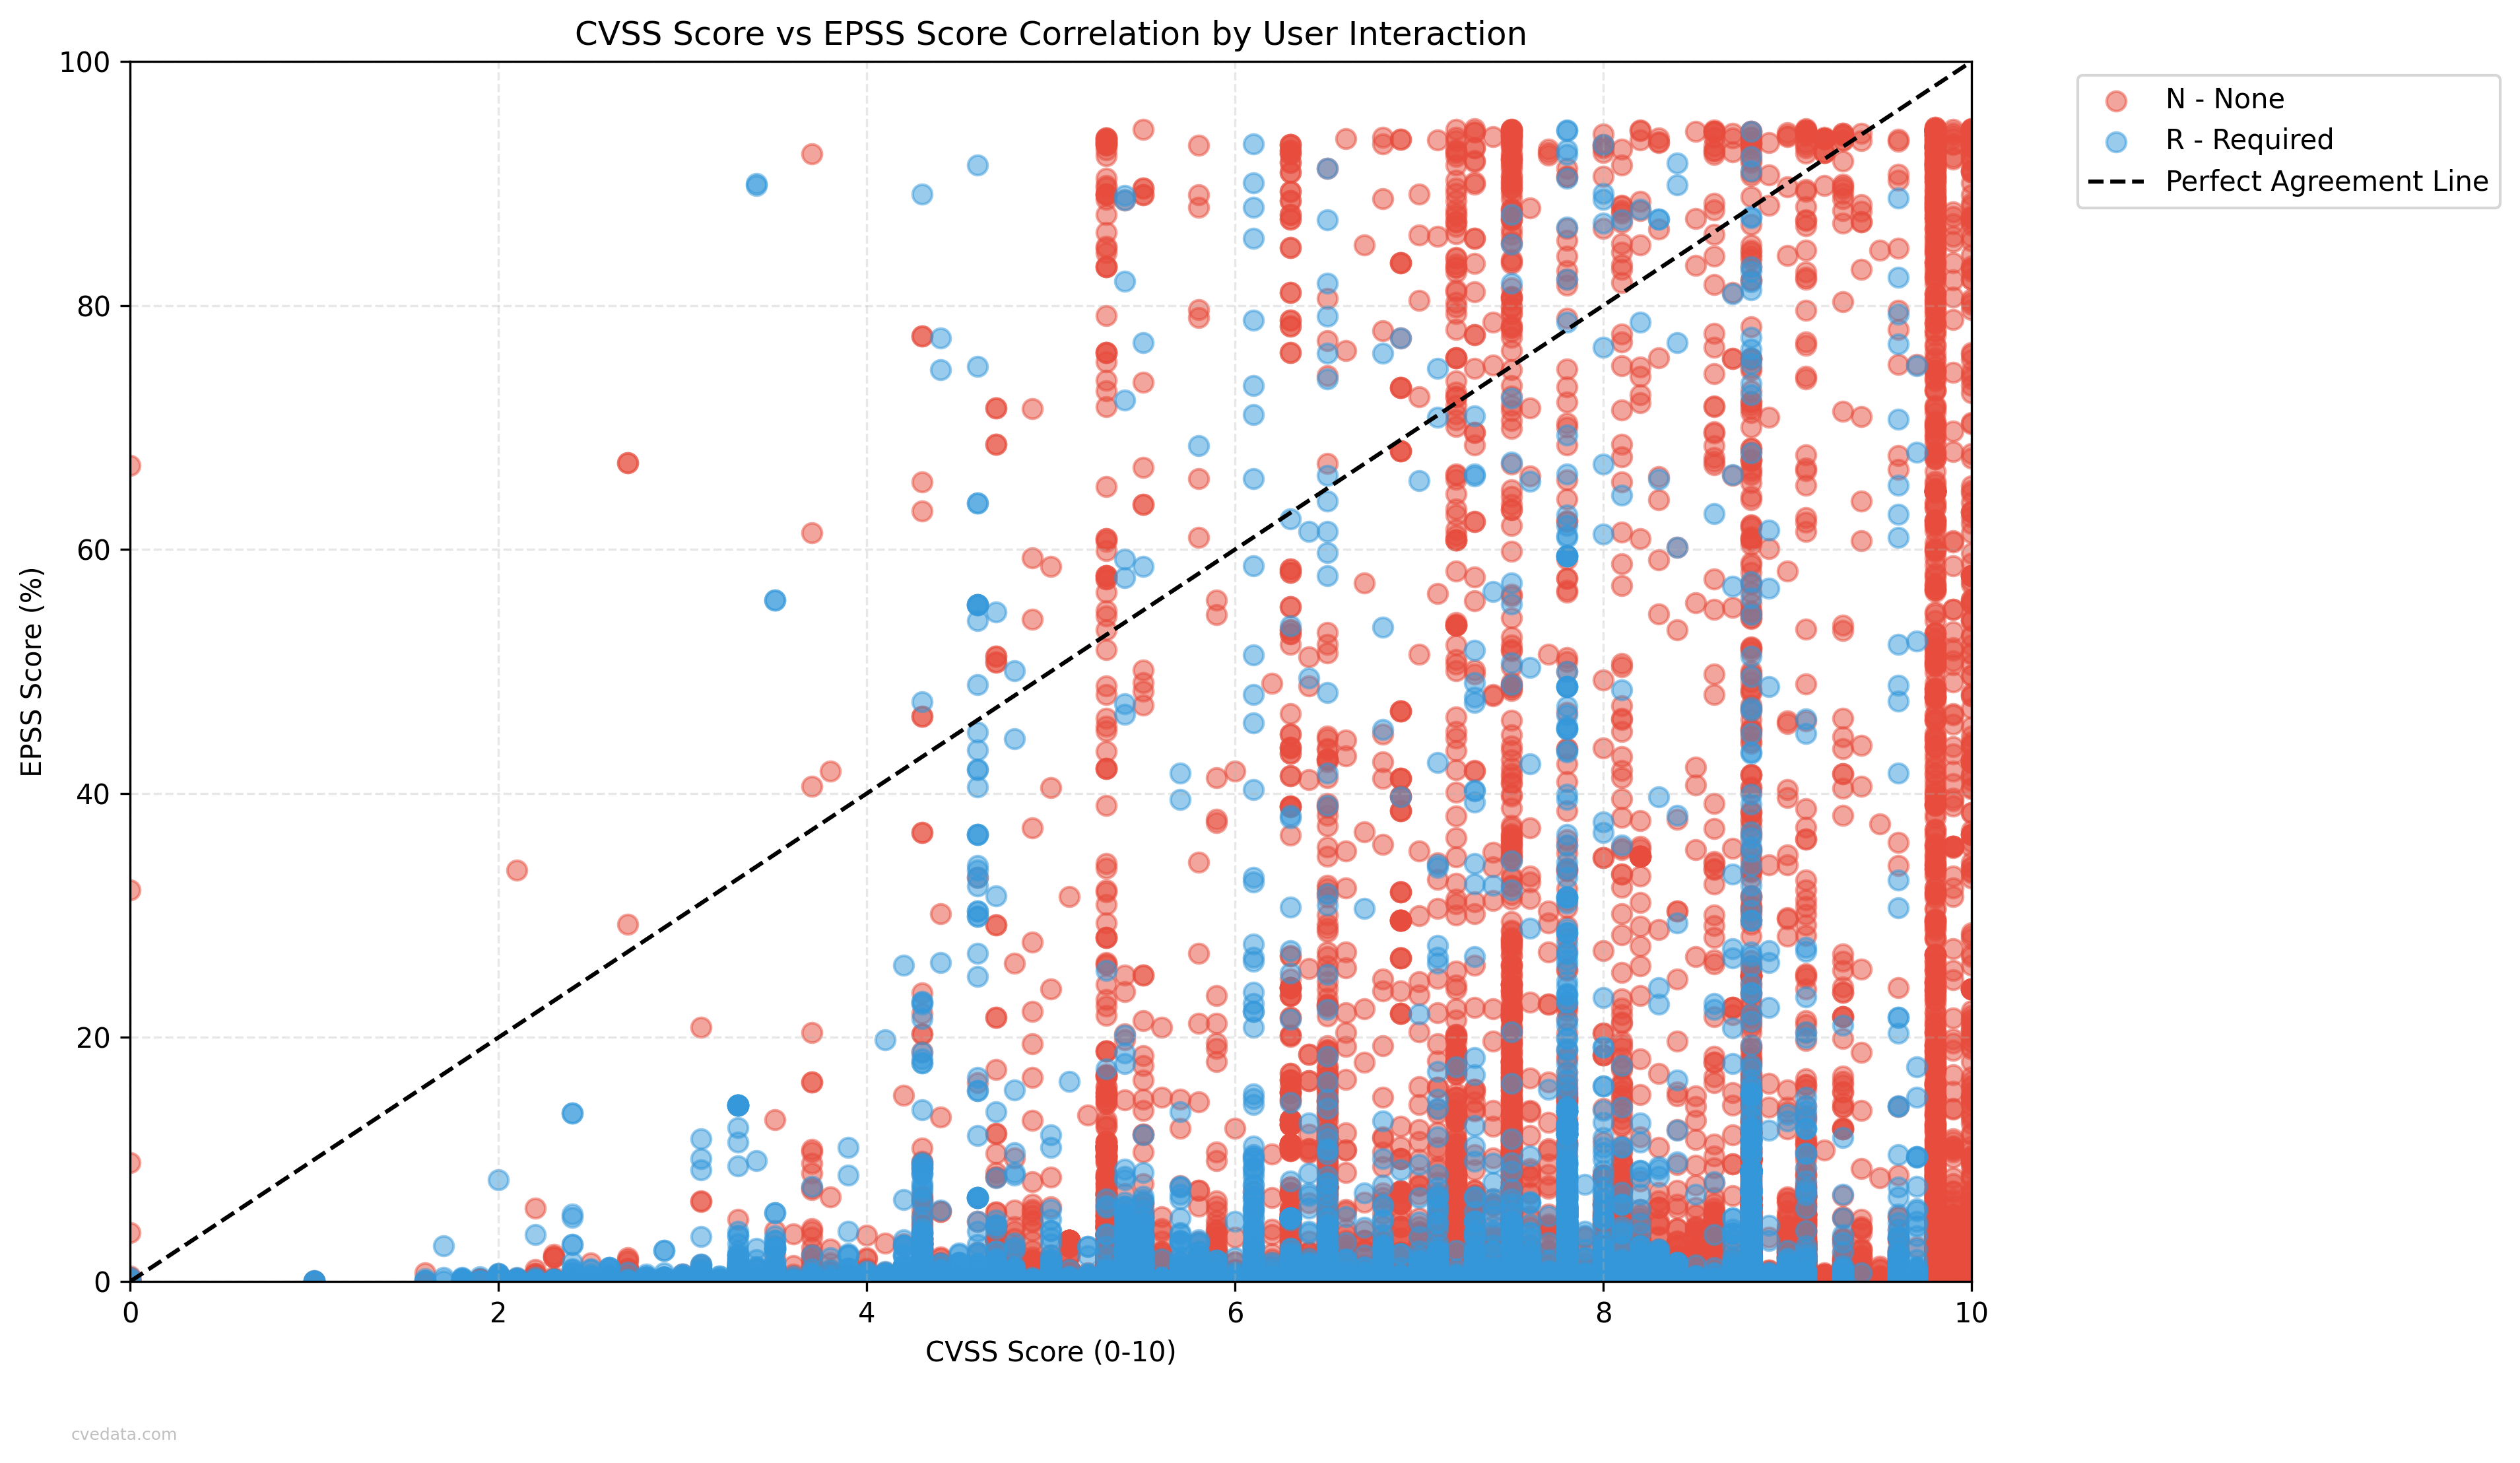 CVSS Score vs EPSS Score Correlation by User Interaction
100
80
60
40
20
0
EPSS Score (%)
0 2 4 6 8 10
CVSS Score (0-10)
N - None
R - Required
Perfect Agreement Line
cvedata.com